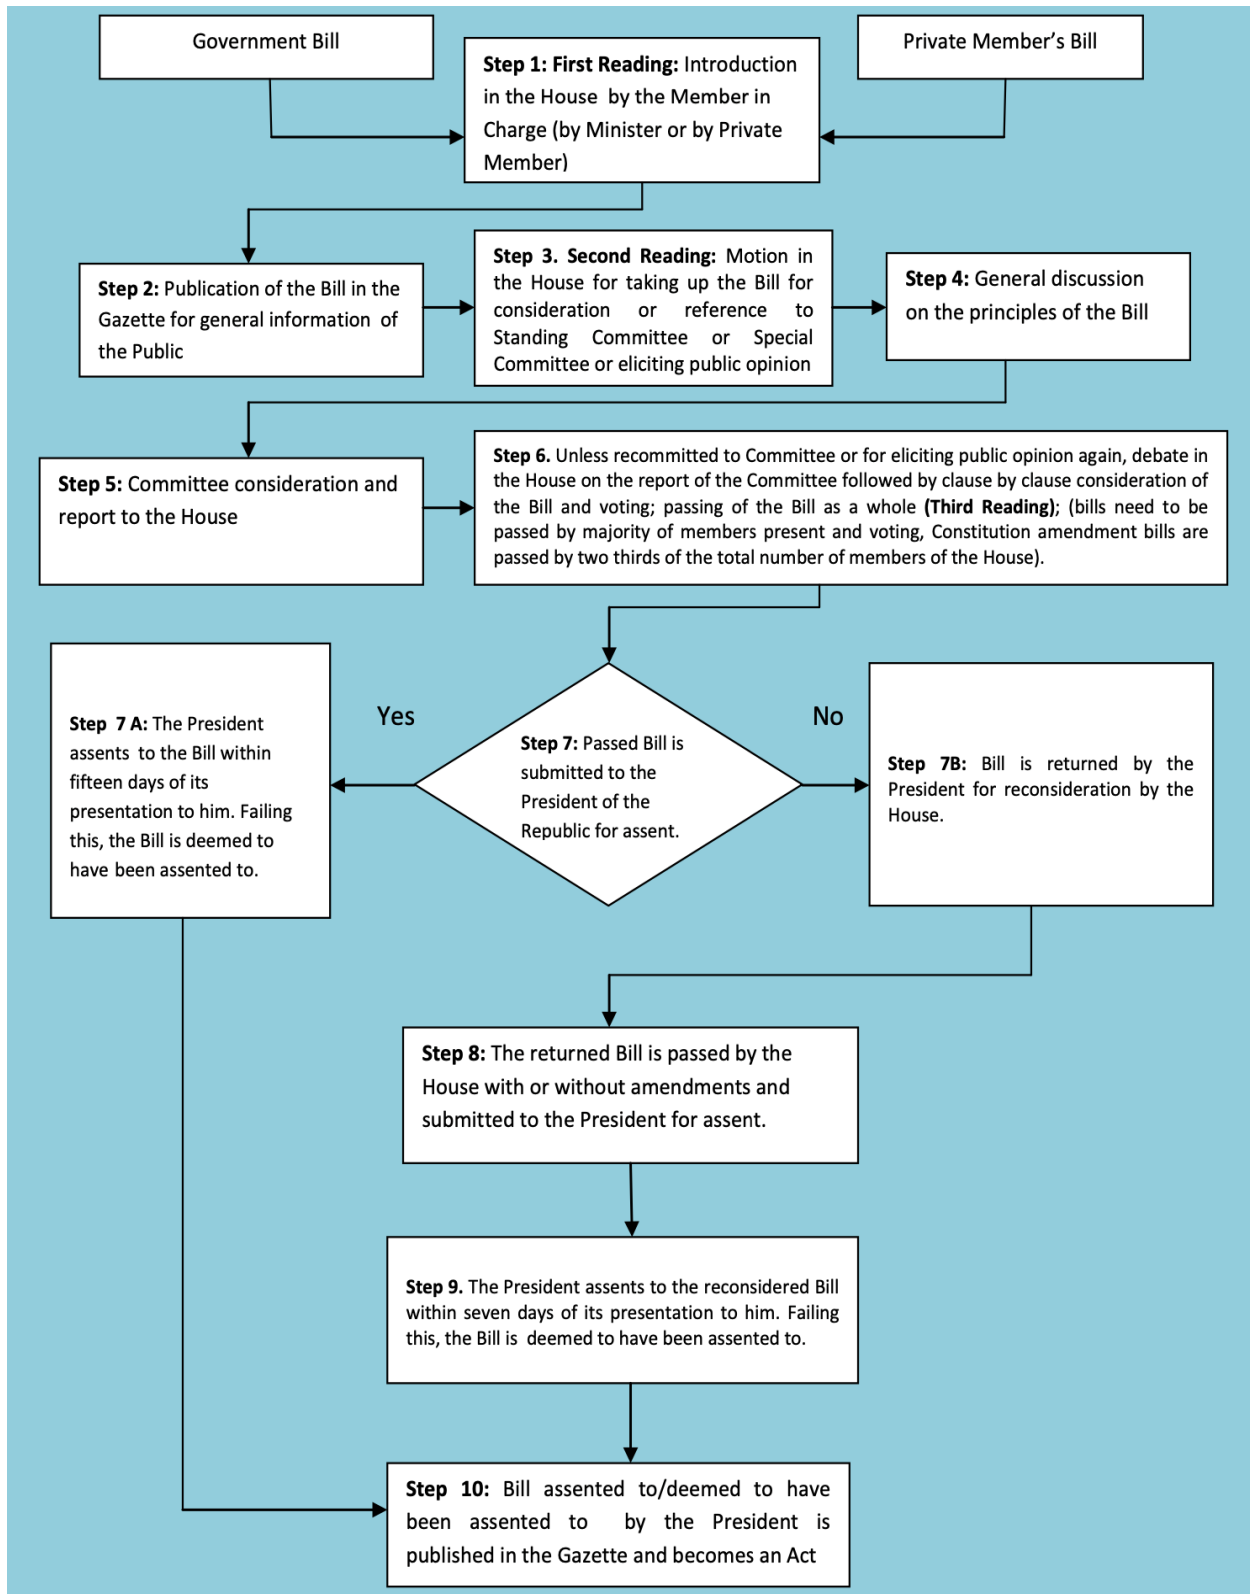 Government Bill
Private Member’s Bill
Step 1: First Reading: Introduction
in the House by the Member in
Charge (by Minister or by Private
Member)
Step 2: Publication of the Bill in the
Gazette for general information of
the Public
Step 3. Second Reading: Motion in
the House for taking up the Bill for
consideration or reference to
Standing Committee or Special
Committee or eliciting public opinion
Step 4: General discussion
on the principles of the Bill
Step 5: Committee consideration and
report to the House
Step 6. Unless recommitted to Committee or for eliciting public opinion again, debate in
the House on the report of the Committee followed by clause by clause consideration of
the Bill and voting; passing of the Bill as a whole (Third Reading); (bills need to be
passed by majority of members present and voting, Constitution amendment bills are
passed by two thirds of the total number of members of the House).
Step 7: Passed Bill is
submitted to the
President of the
Republic for assent.
Yes
No
Step 7 A: The President
assents to the Bill within
fifteen days of its
presentation to him. Failing
this, the Bill is deemed to
have been assented to.
Step 7B: Bill is returned by the
President for reconsideration by the
House.
Step 8: The returned Bill is passed by the
House with or without amendments and
submitted to the President for assent.
Step 9. The President assents to the reconsidered Bill
within seven days of its presentation to him. Failing
this, the Bill is deemed to have been assented to.
Step 10: Bill assented to/deemed to have
been assented to by the President is
published in the Gazette and becomes an Act